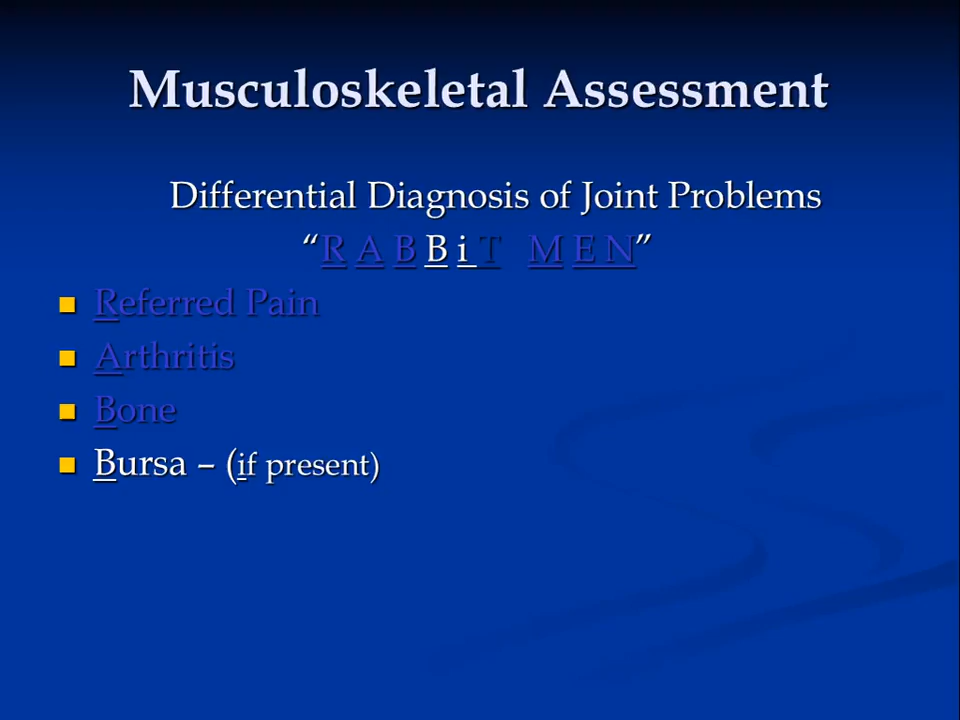 Musculoskeletal Assessment
Differential Diagnosis of Joint Problems
“R A B B i T M E N”
Referred Pain
Arthritis
Bone
Bursa – (if present)